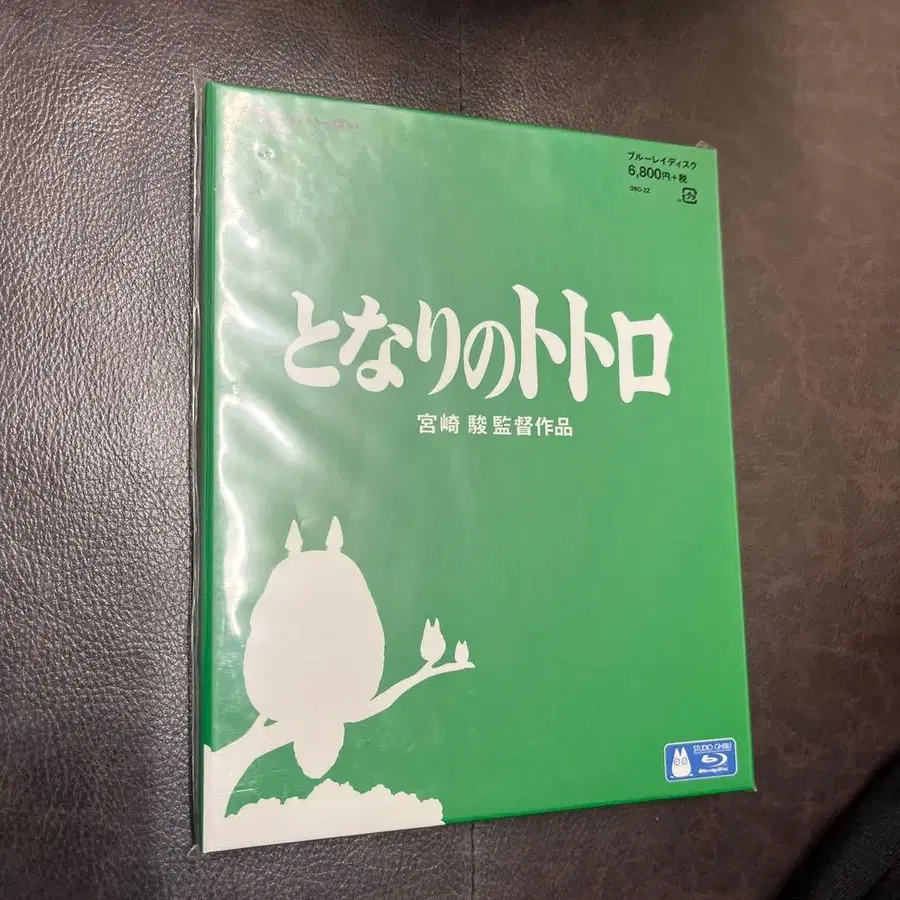 ブルーレイディスク
6,800円+税
となりのトトロ
宮崎 駿 監督作品
STUDIO GHIBLI
Blu-ray Disc